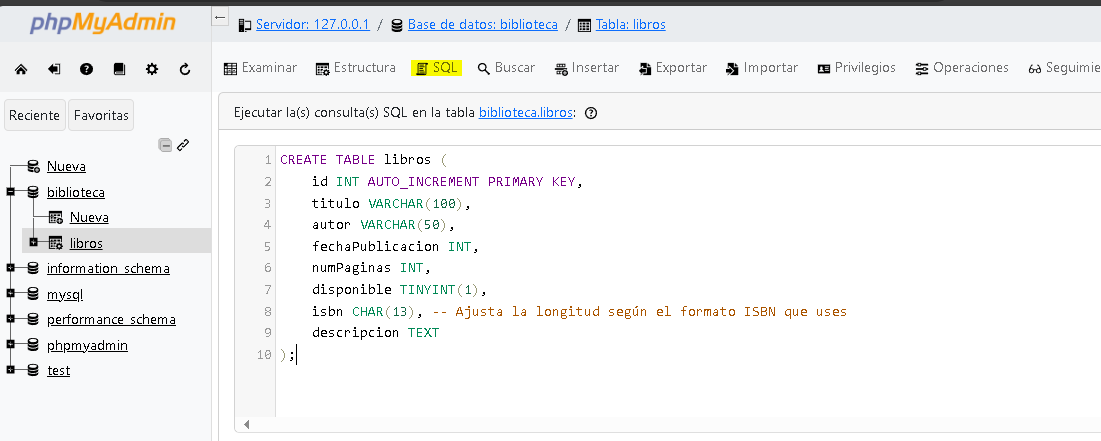 phpMyAdmin
Servidor: 127.0.0.1 / Base de datos: biblioteca / Tabla: libros
Examinar Estructura SQL Buscar Insertar Exportar Importar Privilegios Operaciones Seguimie
Reciente Favoritas
Nueva
biblioteca
Nueva
libros
information_schema
mysql
performance_schema
phpmyadmin
test
Ejecutar la(s) consulta(s) SQL en la tabla biblioteca.libros:
1 CREATE TABLE libros (
2 id INT AUTO_INCREMENT PRIMARY KEY,
3 titulo VARCHAR(100),
4 autor VARCHAR(50),
5 fechaPublicacion INT,
6 numPaginas INT,
7 disponible TINYINT(1),
8 isbn CHAR(13), -- Ajusta la longitud según el formato ISBN que uses
9 descripcion TEXT
10 );